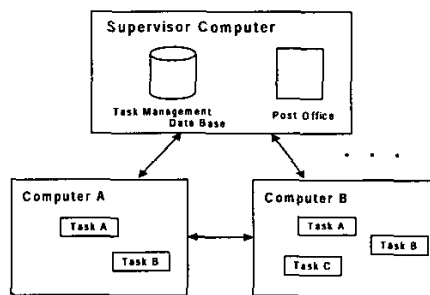 Supervisor Computer
Task Management
Data Base
Post Office
. . .
Computer A
Task A
Task B
Computer B
Task A
Task B
Task C